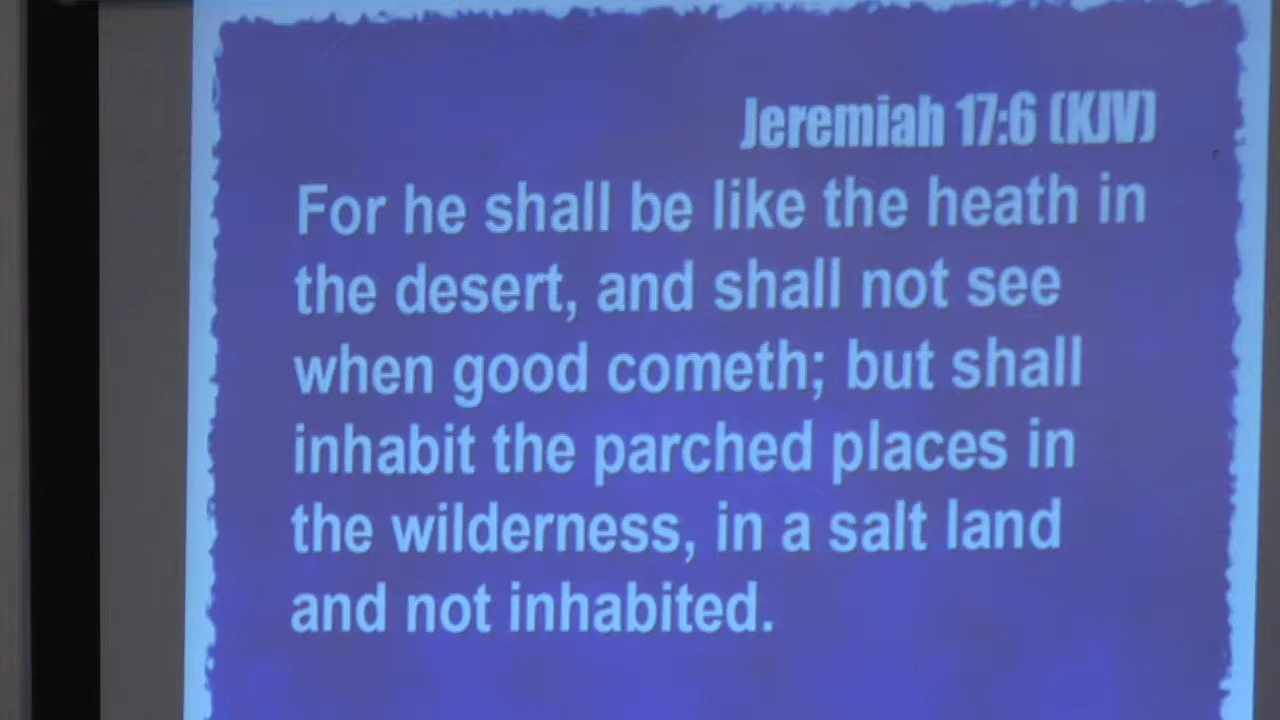 Jeremiah 17:6 (KJV)
For he shall be like the heath in
the desert, and shall not see
when good cometh; but shall
inhabit the parched places in
the wilderness, in a salt land
and not inhabited.